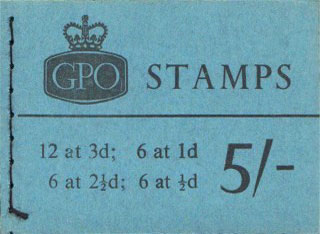 GPO STAMPS
12 at 3d; 6 at 1d
6 at 2½d; 6 at ½d
5/-